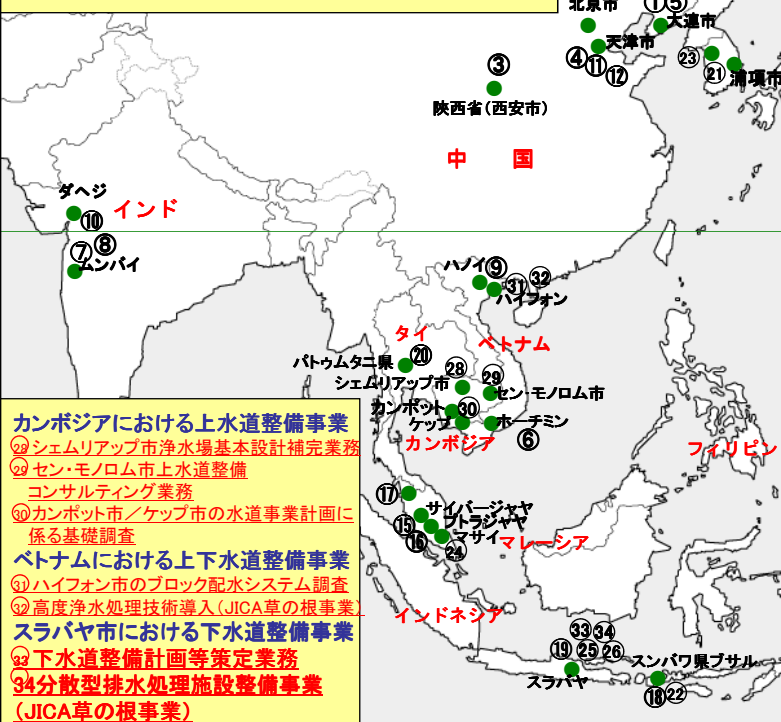 北京市
①⑤
大連市
天津市
④⑪
⑫
㉓
㉑
浦項市
③
陝西省(西安市)
中　国
ダヘジ
⑩
インド
⑦⑧
ムンバイ
ハノイ⑨
㉛㉜
ハイフォン
タイ
ベトナム
⑳
パトゥムタニ県
㉘
シェムリアップ市
㉙
セン・モノロム市
カンポット㉚
ケップ
ホーチミン
カンボジア
⑥
フィリピン
⑰
サイバージャヤ
⑮
プトラジャヤ
⑯
マサイ
㉔
マレーシア
インドネシア
㉝㉞
⑲㉕㉖
スラバヤ
スンバワ県ブサル
⑱㉒
カンボジアにおける上水道整備事業
㉘シェムリアップ市浄水場基本設計補完業務
㉙セン・モノロム市上水道整備
コンサルティング業務
㉚カンポット市／ケップ市の水道事業計画に
係る基礎調査
ベトナムにおける上下水道整備事業
㉛ハイフォン市のブロック配水システム調査
㉜高度浄水処理技術導入(JICA草の根事業)
スラバヤ市における下水道整備事業
㉝下水道整備計画等策定業務
34分散型排水処理施設整備事業
(JICA草の根事業)